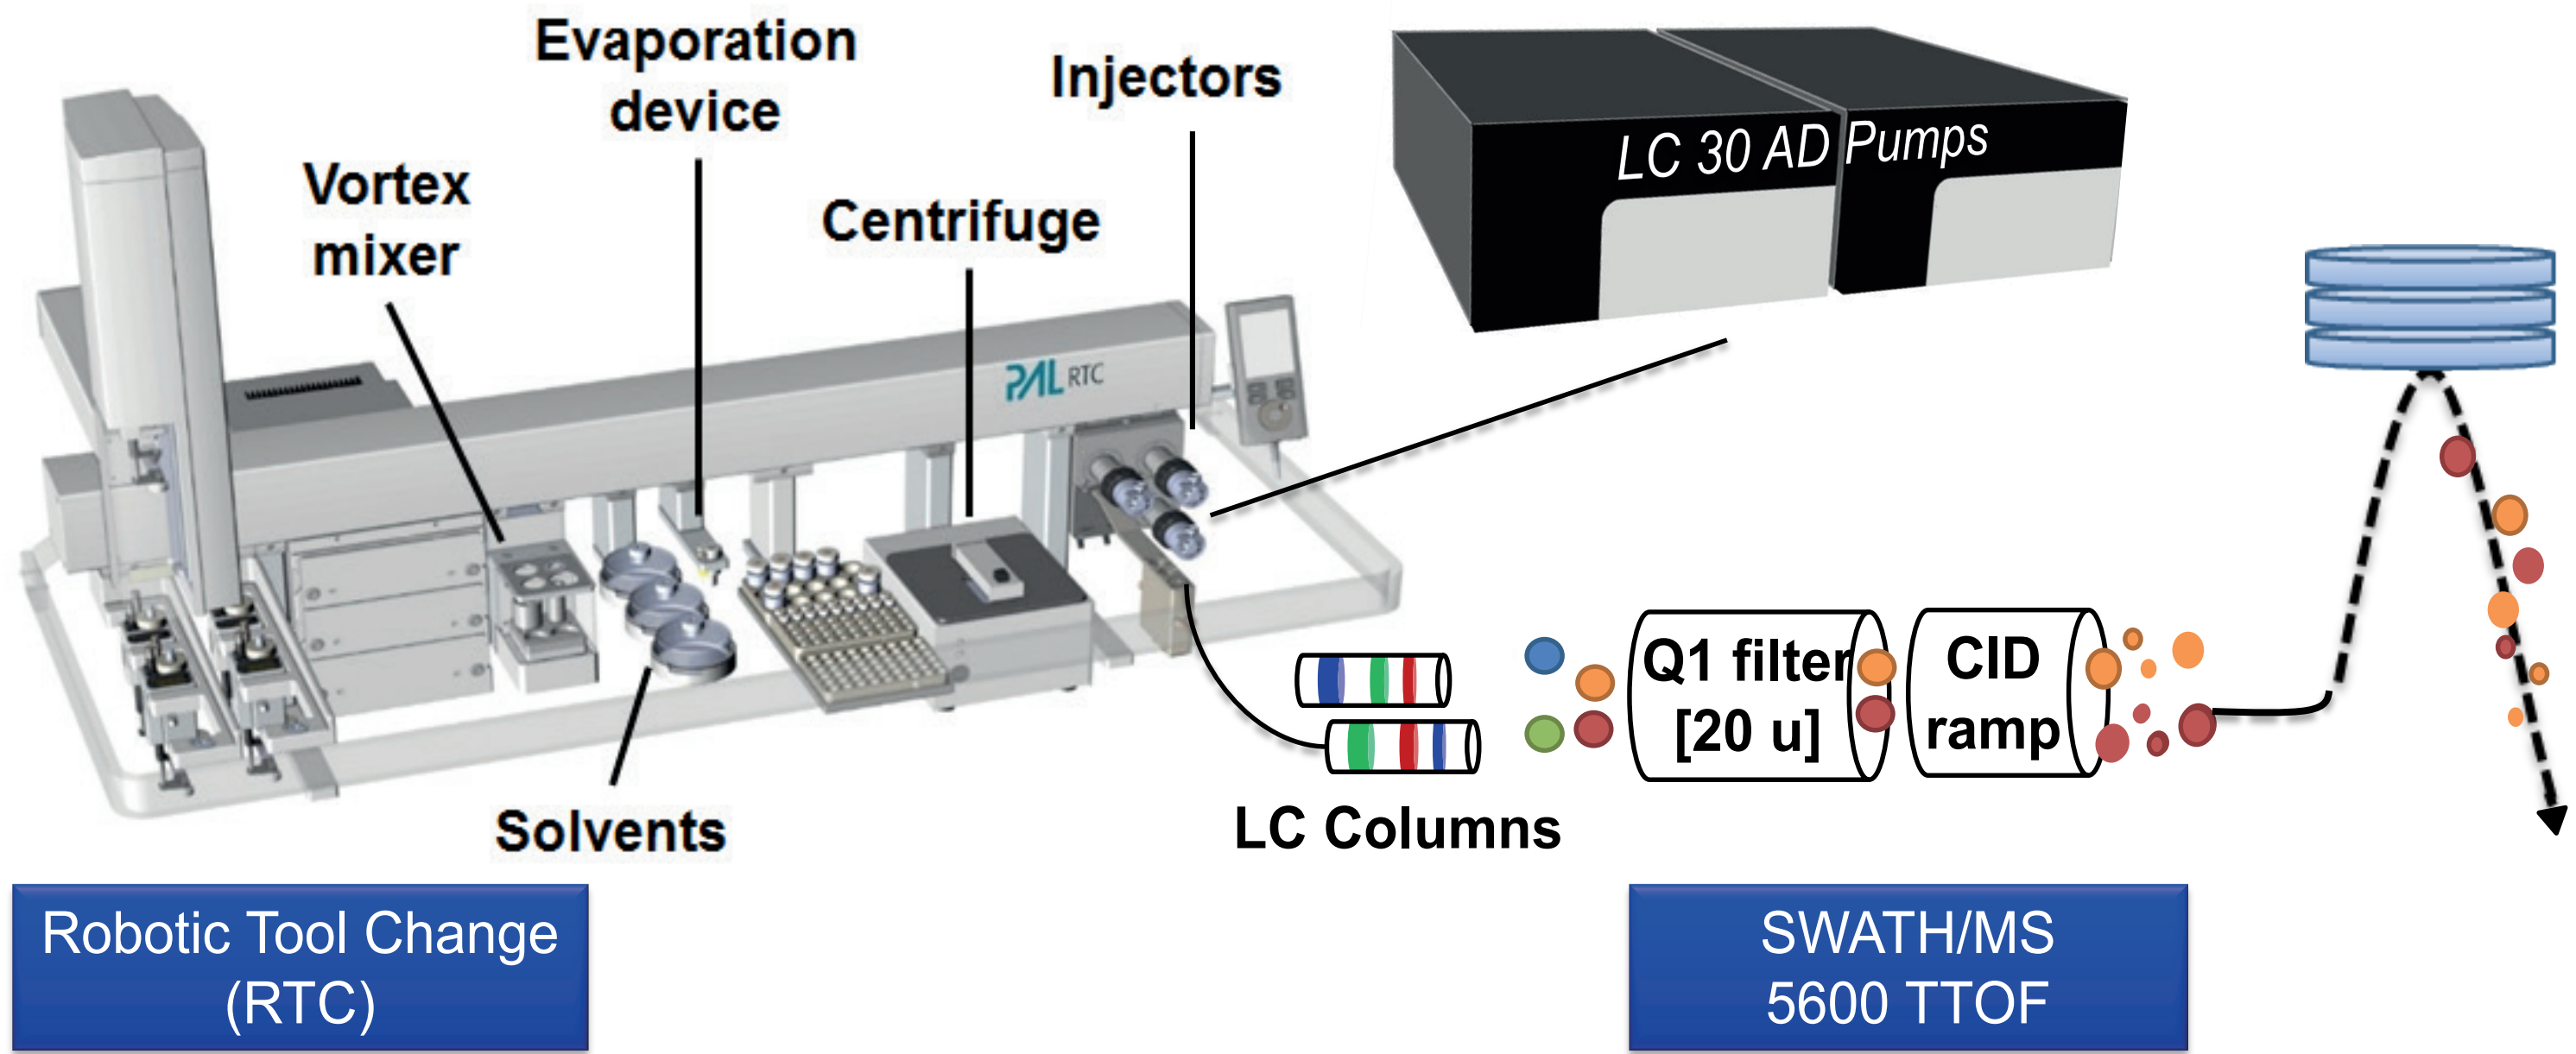 Evaporation
device
Injectors
Vortex
mixer
Centrifuge
LC 30 AD Pumps
PAL RTC
Q1 filter
[20 u]
CID
ramp
Solvents
LC Columns
Robotic Tool Change
(RTC)
SWATH/MS
5600 TTOF